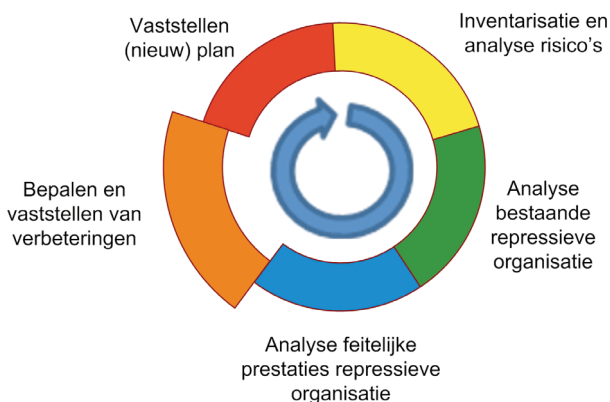 Vaststellen
(nieuw) plan
Inventarisatie en
analyse risico's
Analyse
bestaande
repressieve
organisatie
Analyse feitelijke
prestaties repressieve
organisatie
Bepalen en
vaststellen van
verbeteringen